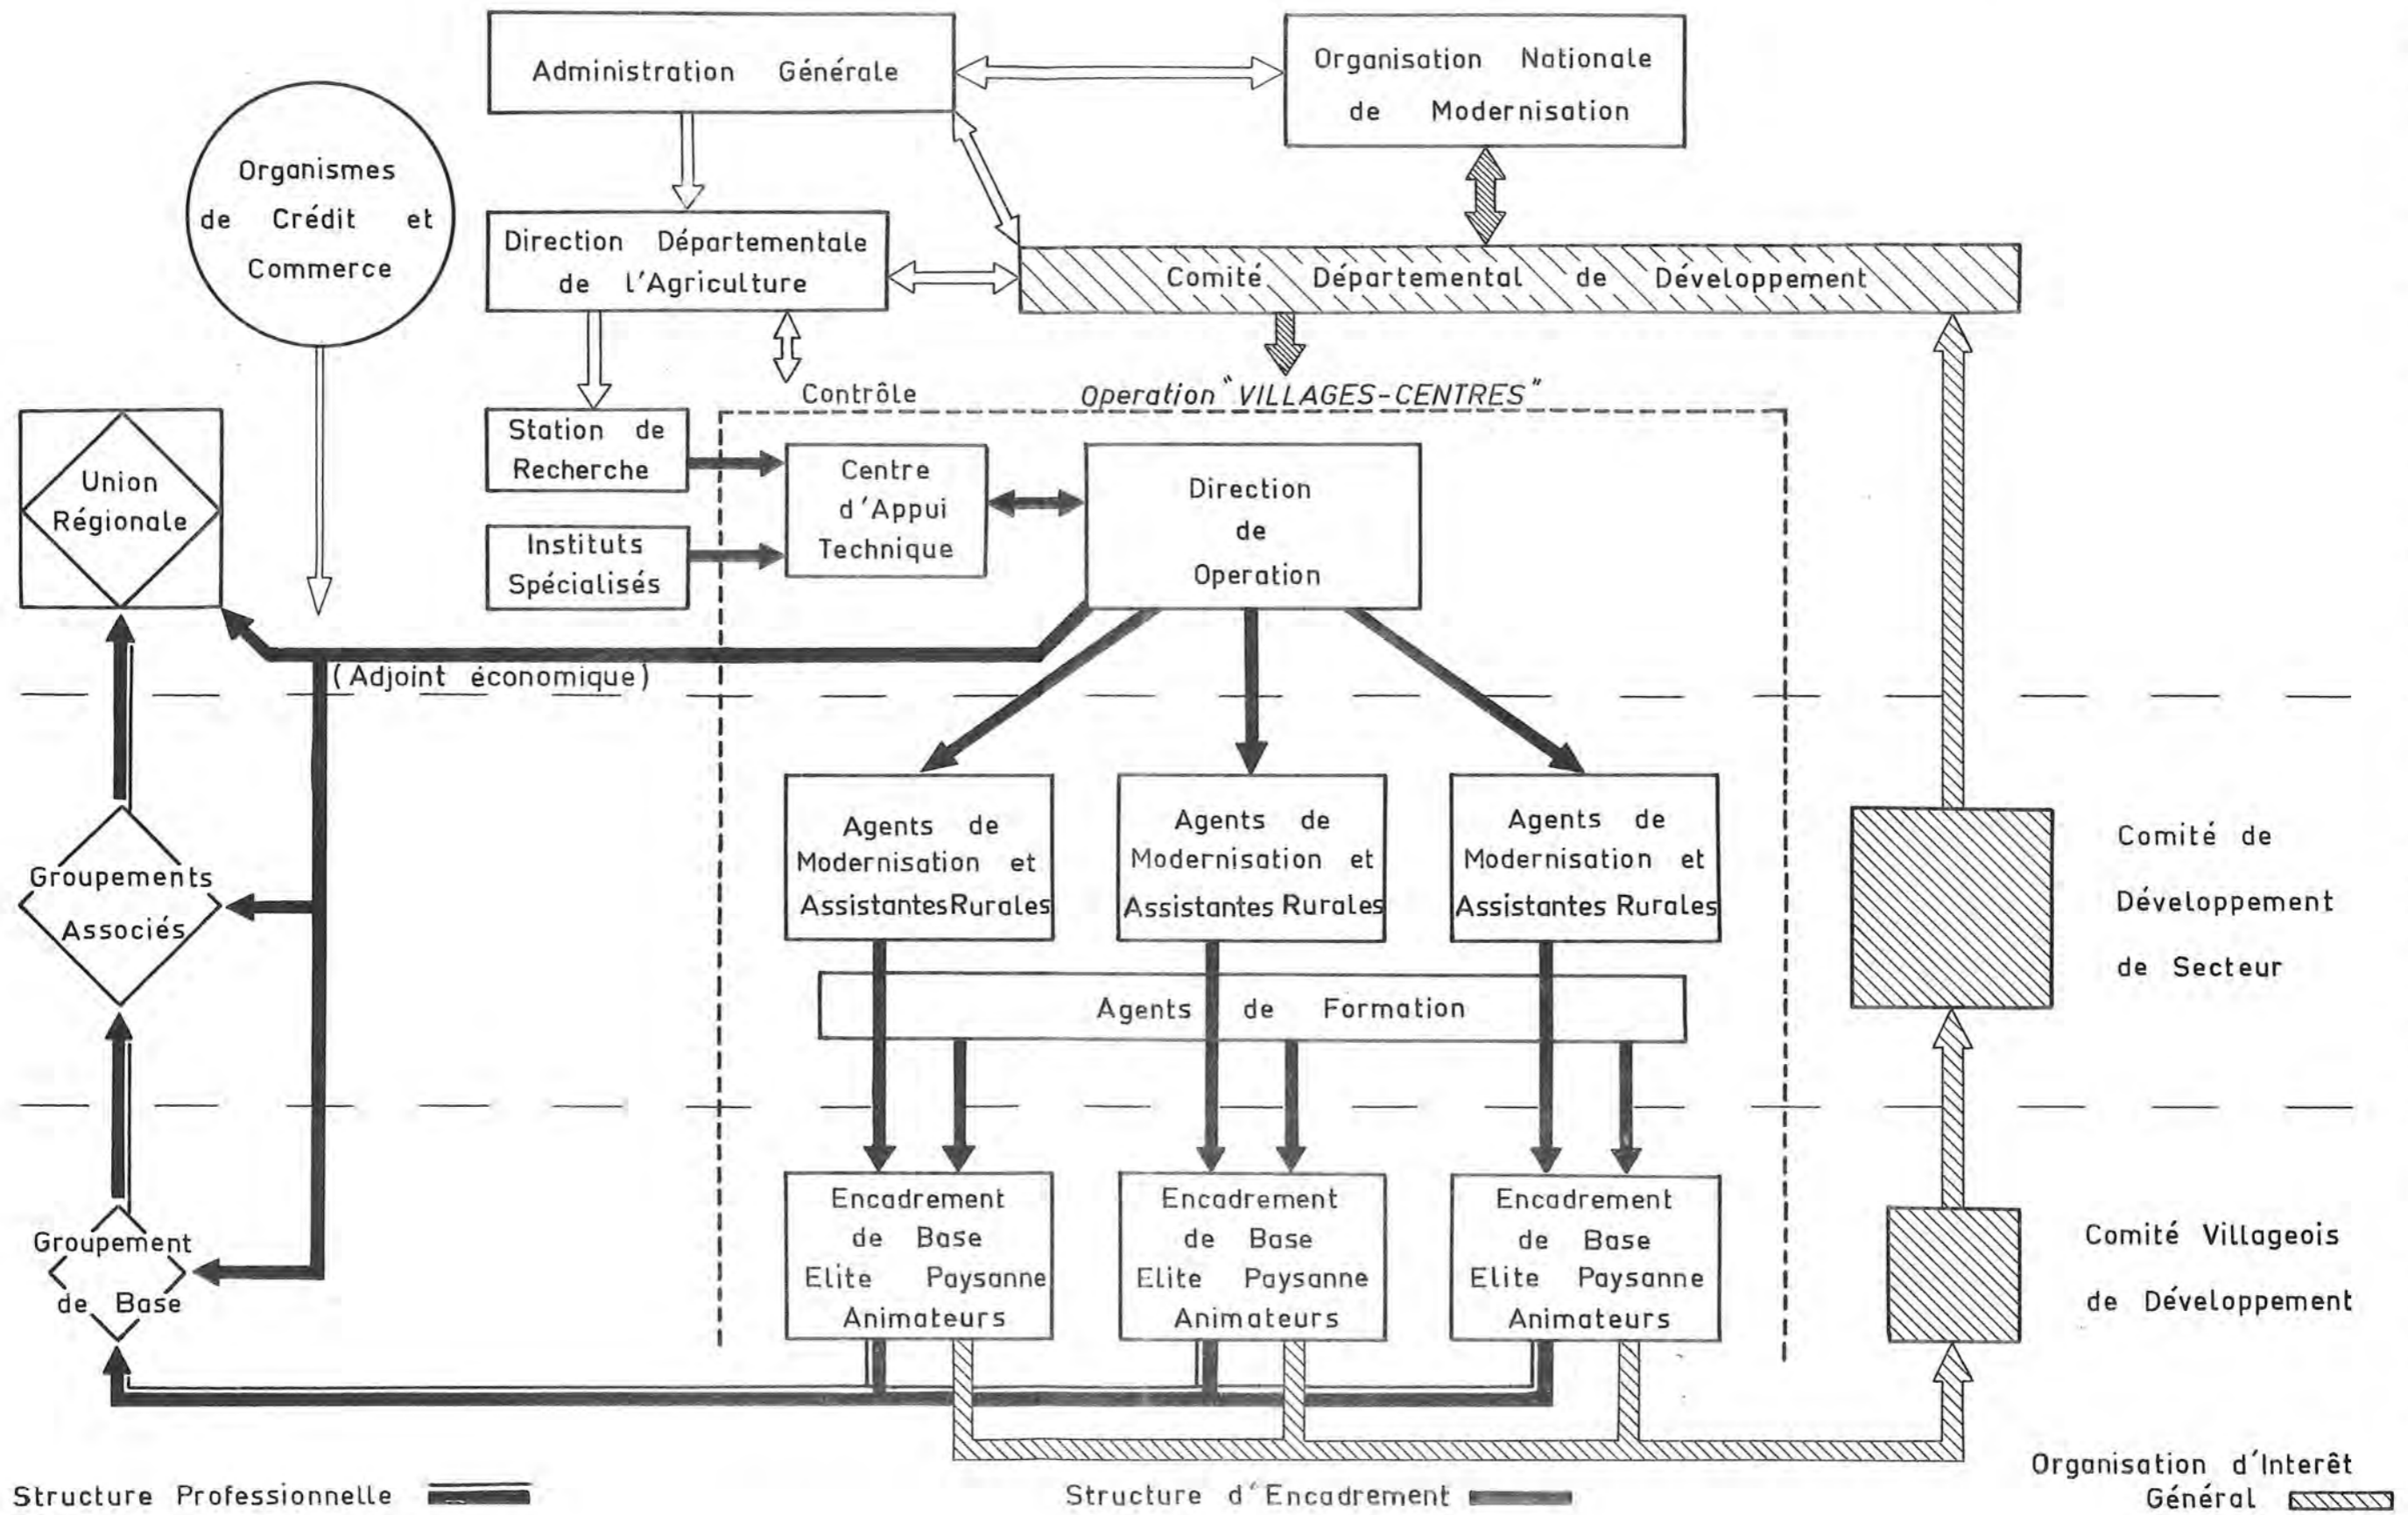 Administration Générale
Organisation Nationale
de Modernisation
Organismes
de Crédit et
Commerce
Direction Départementale
de l'Agriculture
Comité Départemental de Développement
Contrôle
Operation "VILLAGES-CENTRES"
Station de
Recherche
Instituts
Spécialisés
Centre
d'Appui
Technique
Direction
de
Operation
Union
Régionale
(Adjoint économique)
Agents de
Modernisation et
Assistantes Rurales
Agents de
Modernisation et
Assistantes Rurales
Agents de
Modernisation et
Assistantes Rurales
Groupements
Associés
Comité de
Développement
de Secteur
Agents de Formation
Groupement
de Base
Encadrement
de Base
Elite Paysanne
Animateurs
Encadrement
de Base
Elite Paysanne
Animateurs
Encadrement
de Base
Elite Paysanne
Animateurs
Comité Villageois
de Développement
Structure Professionnelle
Structure d'Encadrement
Organisation d'Interêt
Général